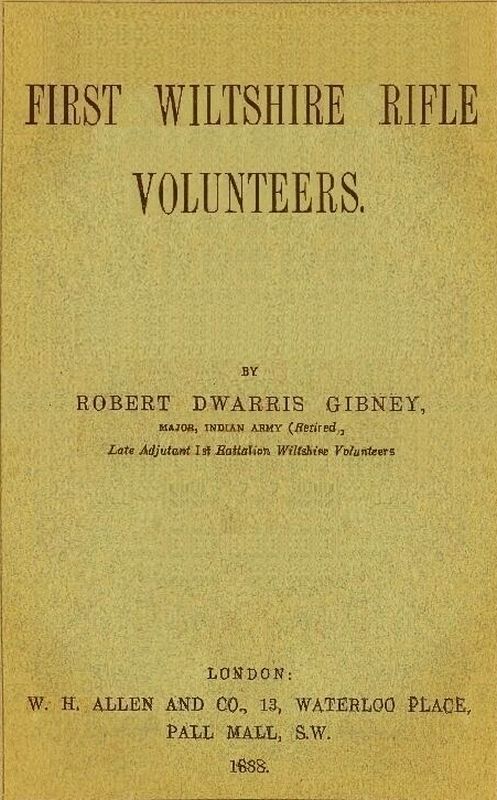 FIRST WILTSHIRE RIFLE
VOLUNTEERS.
BY
ROBERT DWARRIS GIBNEY,
MAJOR, INDIAN ARMY (Retired,,
Late Adjutant 1st Battalion Wiltshire Volunteers
LONDON:
W. H. ALLEN AND CO., 13, WATERLOO PLACE,
PALL MALL, S.W.
1888.